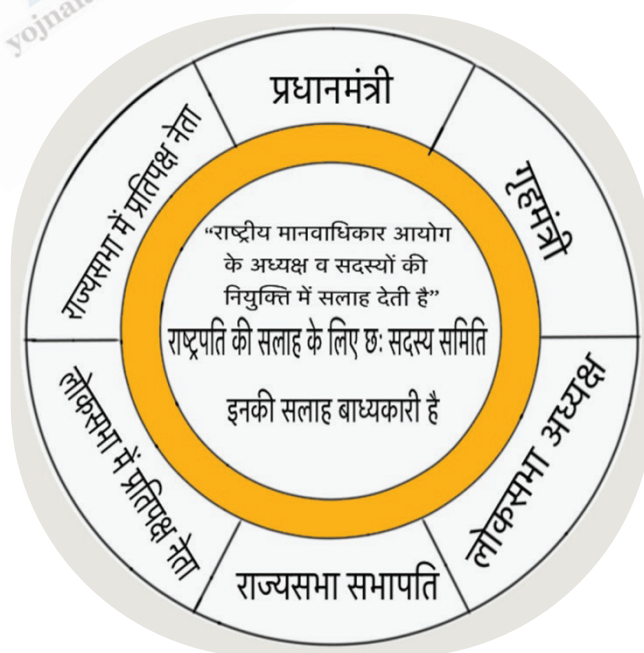 प्रधानमंत्री
गृहमंत्री
लोकसभा अध्यक्ष
राज्यसभा सभापति
लोकसभा में प्रतिपक्ष नेता
राज्यसभा में प्रतिपक्ष नेता
“राष्ट्रीय मानवाधिकार आयोग
के अध्यक्ष व सदस्यों की
नियुक्ति में सलाह देती है”
राष्ट्रपति की सलाह के लिए छः सदस्य समिति
इनकी सलाह बाध्यकारी है